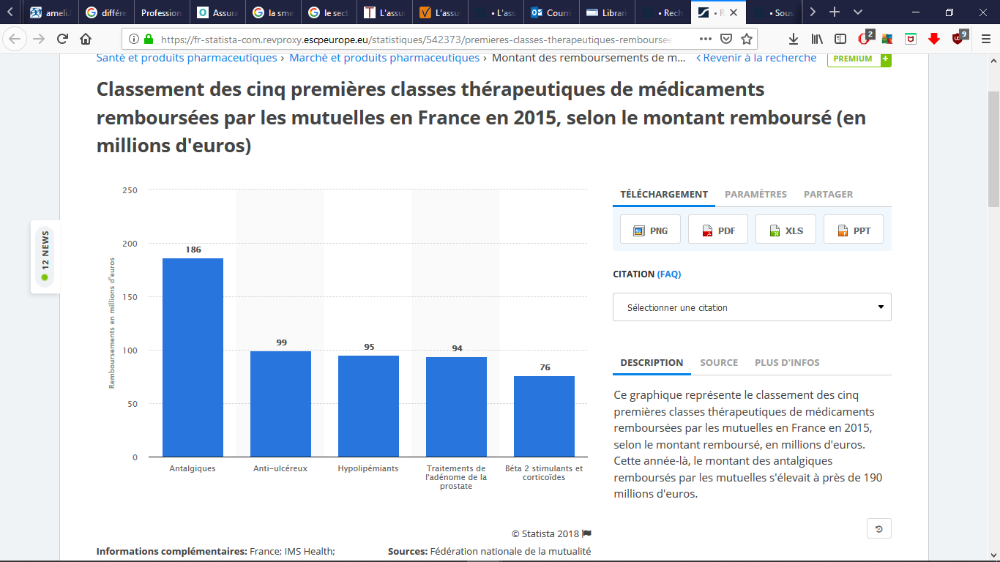 ameli.
différe
Profession
Assura
la sme
le sect
L'assu
L'assu
• L'ass
Courri
Librari
• Rech
• R
• Sous
https://fr-statista-com.revproxy.escpeurope.eu/statistiques/542373/premieres-classes-therapeutiques-remboursee
2
9
Santé et produits pharmaceutiques › Marché et produits pharmaceutiques › Montant des remboursements de m... ‹ Revenir à la recherche
PREMIUM +
Classement des cinq premières classes thérapeutiques de médicaments
remboursées par les mutuelles en France en 2015, selon le montant remboursé (en
millions d'euros)
12 NEWS
Remboursements en millions d'euros
250
200
150
100
50
0
186
99
95
94
76
Antalgiques
Anti-ulcéreux
Hypolipémiants
Traitements de
l'adénome de la
prostate
Béta 2 stimulants et
corticoïdes
© Statista 2018
Informations complémentaires: France; IMS Health;
Sources: Fédération nationale de la mutualité
TÉLÉCHARGEMENT PARAMÈTRES PARTAGER
PNG PDF XLS PPT
CITATION (FAQ)
Sélectionner une citation
DESCRIPTION SOURCE PLUS D'INFOS
Ce graphique représente le classement des cinq
premières classes thérapeutiques de médicaments
remboursées par les mutuelles en France en 2015,
selon le montant remboursé, en millions d'euros.
Cette année-là, le montant des antalgiques
remboursés par les mutuelles s'élevait à près de 190
millions d'euros.